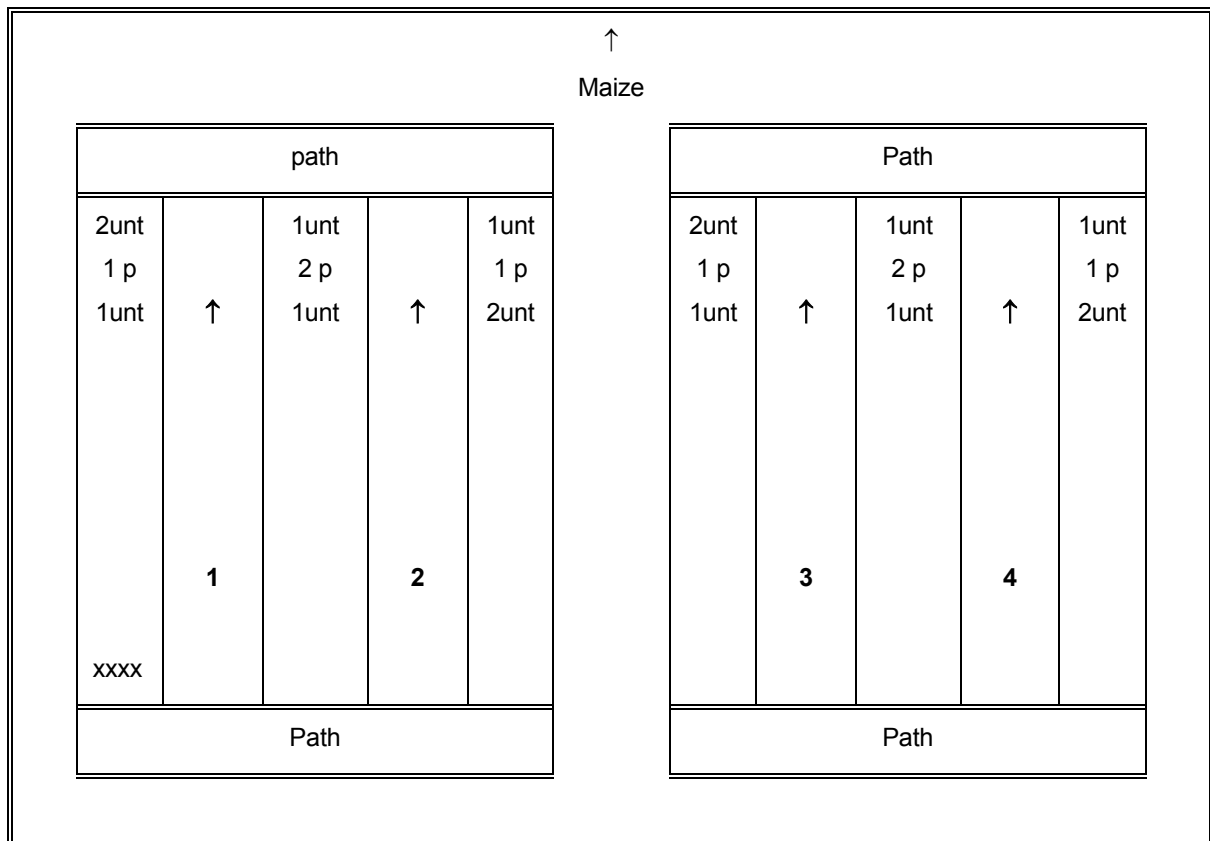 ↑
Maize
path Path
2unt 1unt 1unt 2unt 1unt 1unt
1 p 2 p 1 p 1 p 2 p 1 p
1unt ↑ 1unt ↑ 2unt 1unt ↑ 1unt ↑ 2unt
1 2 3 4
xxxx
Path Path